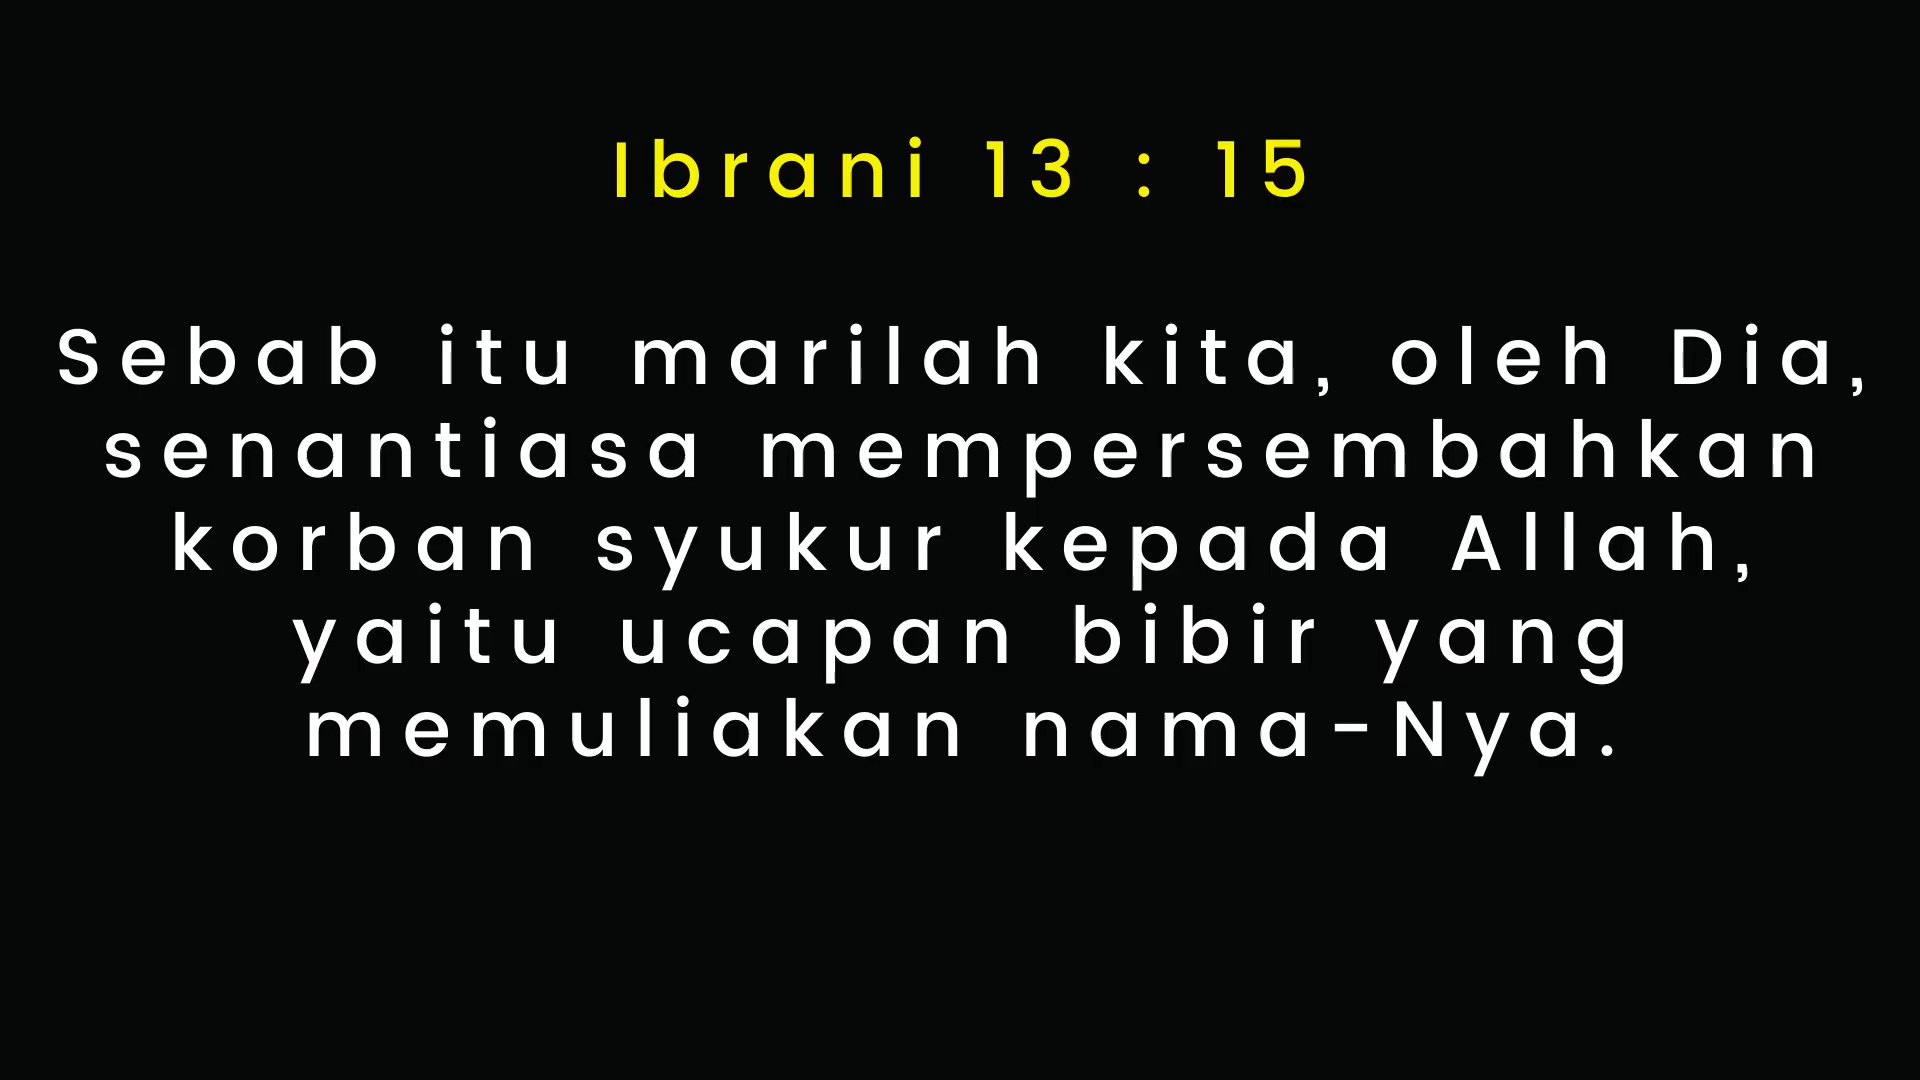 Ibrani 13 : 15
Sebab itu marilah kita, oleh Dia,
senantiasa mempersembahkan
korban syukur kepada Allah,
yaitu ucapan bibir yang
memuliakan nama-Nya.